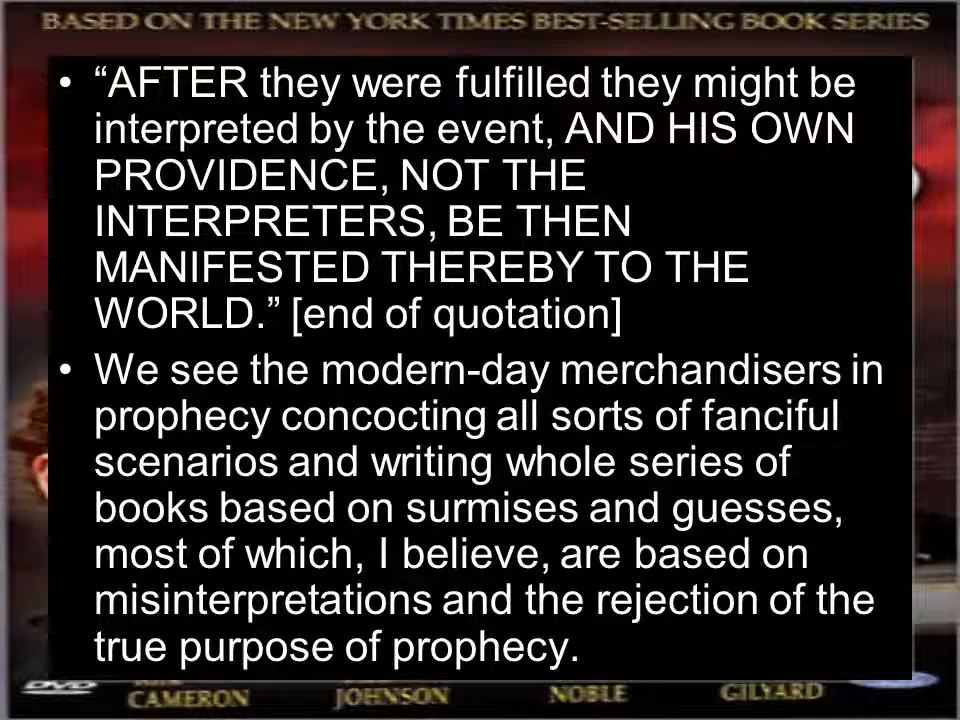 BASED ON THE NEW YORK TIMES BEST-SELLING BOOK SERIES
• “AFTER they were fulfilled they might be
interpreted by the event, AND HIS OWN
PROVIDENCE, NOT THE
INTERPRETERS, BE THEN
MANIFESTED THEREBY TO THE
WORLD.” [end of quotation]
• We see the modern-day merchandisers in
prophecy concocting all sorts of fanciful
scenarios and writing whole series of
books based on surmises and guesses,
most of which, I believe, are based on
misinterpretations and the rejection of the
true purpose of prophecy.
DVD CAMERON JOHNSON NOBLE GILYARD